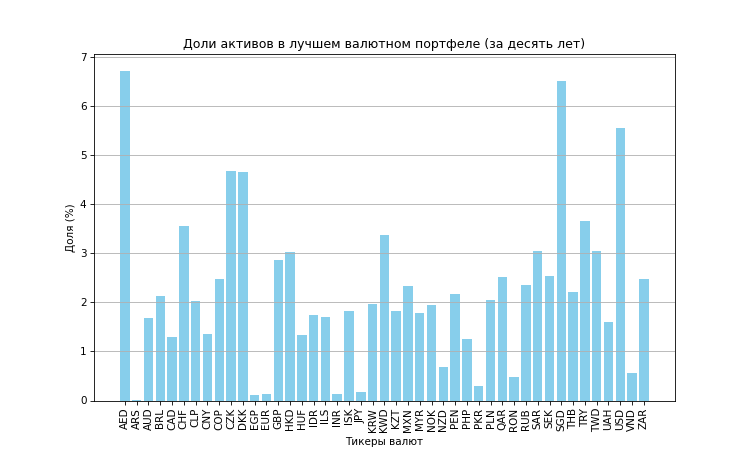 Доли активов в лучшем валютном портфеле (за десять лет)
Доля (%)
7
6
5
4
3
2
1
0
AED ARS AUD BRL CAD CHF CLP CNY COP CZK DKK EGP EUR GBP HKD HUF IDR ILS INR ISK JPY KRW KWD KZT MXN MYR NOK NZD PEN PHP PKR PLN QAR RON RUB SAR SEK SGD THB TRY TWD UAH USD VND ZAR
Тикеры валют